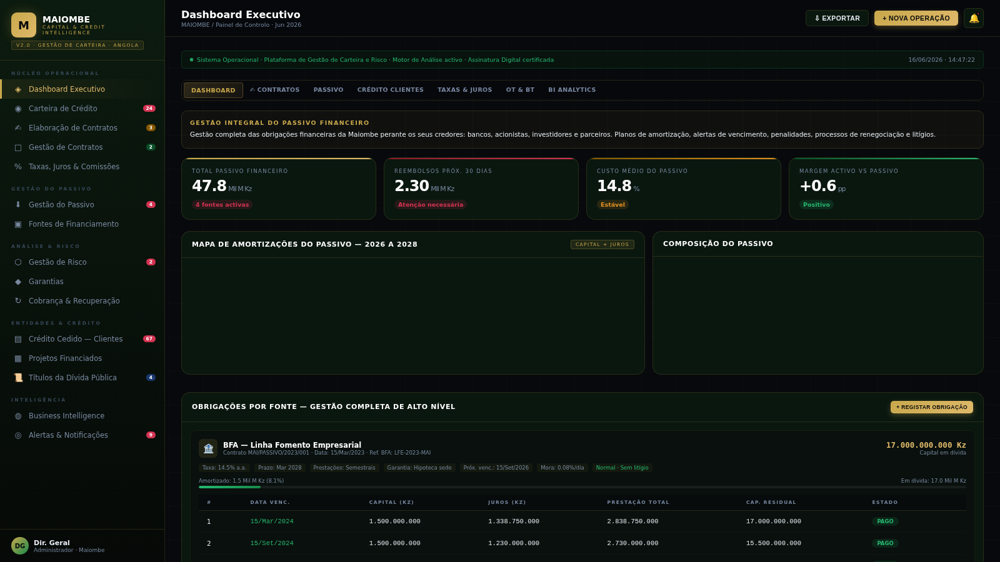 M
MAIOMBE
CAPITAL & CREDIT
INTELLIGENCE
V2.0 · GESTÃO DE CARTEIRA · ANGOLA
NÚCLEO OPERACIONAL
Dashboard Executivo
Carteira de Crédito 24
Elaboração de Contratos 3
Gestão de Contratos 2
% Taxas, Juros & Comissões
GESTÃO DO PASSIVO
Gestão do Passivo 4
Fontes de Financiamento
ANÁLISE & RISCO
Gestão de Risco 2
Garantias
Cobrança & Recuperação
ENTIDADES & CRÉDITO
Crédito Cedido — Clientes 67
Projetos Financiados
Títulos da Dívida Pública 4
INTELIGÊNCIA
Business Intelligence
Alertas & Notificações 9
DG
Dir. Geral
Administrador · Maiombe
Dashboard Executivo
MAIOMBE / Painel de Controlo · Jun 2026
⇩ EXPORTAR
+ NOVA OPERAÇÃO
Sistema Operacional · Plataforma de Gestão de Carteira e Risco · Motor de Análise activo · Assinatura Digital certificada
16/06/2026 · 14:47:22
DASHBOARD
✍ CONTRATOS
PASSIVO
CRÉDITO CLIENTES
TAXAS & JUROS
OT & BT
BI ANALYTICS
GESTÃO INTEGRAL DO PASSIVO FINANCEIRO
Gestão completa das obrigações financeiras da Maiombe perante os seus credores: bancos, acionistas, investidores e parceiros. Planos de amortização, alertas de vencimento, penalidades, processos de renegociação e litígios.
TOTAL PASSIVO FINANCEIRO
47.8 Mil M Kz
4 fontes activas
REEMBOLSOS PRÓX. 30 DIAS
2.30 Mil M Kz
Atenção necessária
CUSTO MÉDIO DO PASSIVO
14.8 %
Estável
MARGEM ACTIVO VS PASSIVO
+0.6 pp
Positivo
MAPA DE AMORTIZAÇÕES DO PASSIVO — 2026 A 2028
CAPITAL + JUROS
COMPOSIÇÃO DO PASSIVO
OBRIGAÇÕES POR FONTE — GESTÃO COMPLETA DE ALTO NÍVEL
+ REGISTAR OBRIGAÇÃO
BFA — Linha Fomento Empresarial
Contrato MAI/PASSIVO/2023/001 · Data: 15/Mar/2023 · Ref. BFA: LFE-2023-MAI
17.000.000.000 Kz
Capital em dívida
Taxa: 14.5% a.a.
Prazo: Mar 2028
Prestações: Semestrais
Garantia: Hipoteca sede
Próx. venc.: 15/Set/2026
Mora: 0.08%/dia
Normal · Sem litígio
Amortizado: 1.5 Mil M Kz (8.1%)
Em dívida: 17.0 Mil M Kz
# DATA VENC. CAPITAL (KZ) JUROS (KZ) PRESTAÇÃO TOTAL CAP. RESIDUAL ESTADO
1 15/Mar/2024 1.500.000.000 1.338.750.000 2.838.750.000 17.000.000.000 PAGO
2 15/Set/2024 1.500.000.000 1.230.000.000 2.730.000.000 15.500.000.000 PAGO